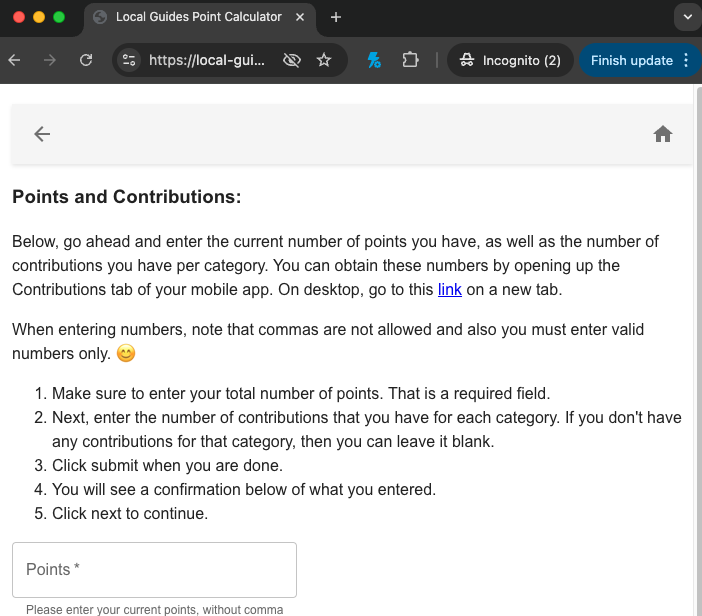 Local Guides Point Calculator
https://local-gui...
Incognito (2)
Finish update
Points and Contributions:
Below, go ahead and enter the current number of points you have, as well as the number of
contributions you have per category. You can obtain these numbers by opening up the
Contributions tab of your mobile app. On desktop, go to this link on a new tab.
When entering numbers, note that commas are not allowed and also you must enter valid
numbers only. 😊
1. Make sure to enter your total number of points. That is a required field.
2. Next, enter the number of contributions that you have for each category. If you don't have
any contributions for that category, then you can leave it blank.
3. Click submit when you are done.
4. You will see a confirmation below of what you entered.
5. Click next to continue.
Points *
Please enter your current points, without comma